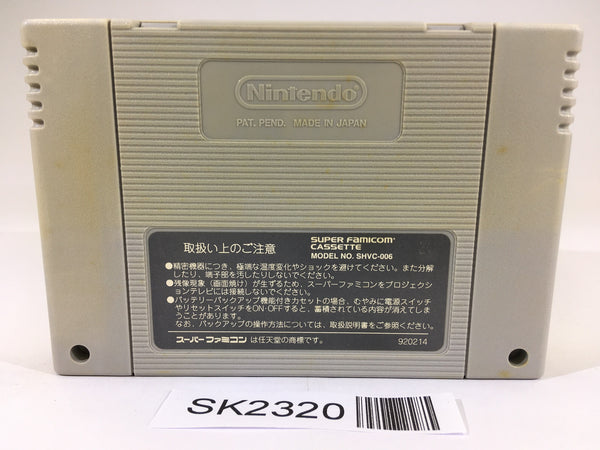 Nintendo
PAT. PEND. MADE IN JAPAN
取扱い上のご注意
SUPER FAMICOM
CASSETTE
MODEL NO. SHVC-006
●精密機器につき、極端な温度変化やショックを避けてください。また分解
したり、端子部を汚したりしないでください。
●残像現象（画面焼け）が生ずるため、スーパーファミコンをプロジェクシ
ョンテレビには接続しないでください。
●バッテリーバックアップ機能付きカセットの場合、むやみに電源スイッチ
やリセットスイッチをON·OFFすると、蓄積されている内容が消えてしま
うことがあります。
なお、バックアップの操作方法については、取扱説明書をご参照ください。
スーパーファミコンは任天堂の商標です。
920214
SK2320